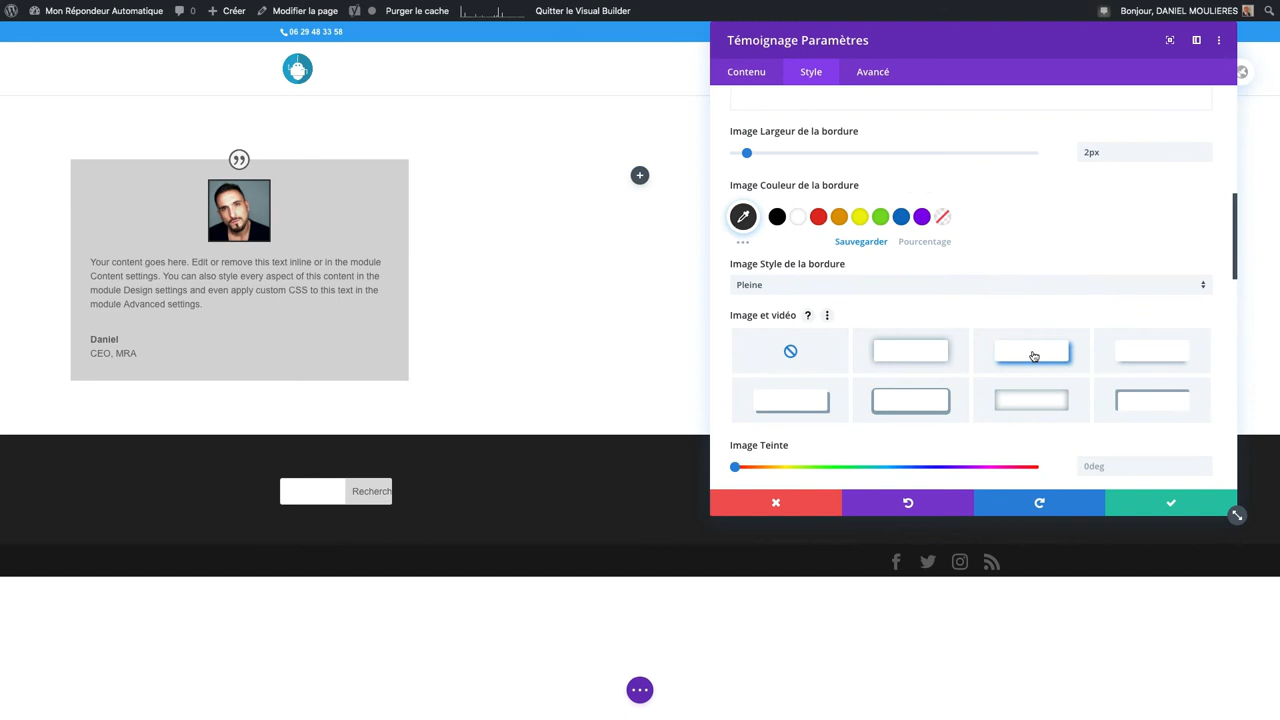 Mon Répondeur Automatique 0 Créer Modifier la page Purger le cache Quitter le Visual Builder Bonjour, DANIEL MOULIERES
06 29 48 33 58
Témoignage Paramètres
Contenu Style Avancé
Image Largeur de la bordure
2px
Image Couleur de la bordure
Sauvegarder Pourcentage
Image Style de la bordure
Pleine
Image et vidéo ?
Image Teinte
0deg
Your content goes here. Edit or remove this text inline or in the module
Content settings. You can also style every aspect of this content in the
module Design settings and even apply custom CSS to this text in the
module Advanced settings.
Daniel
CEO, MRA
Recherch